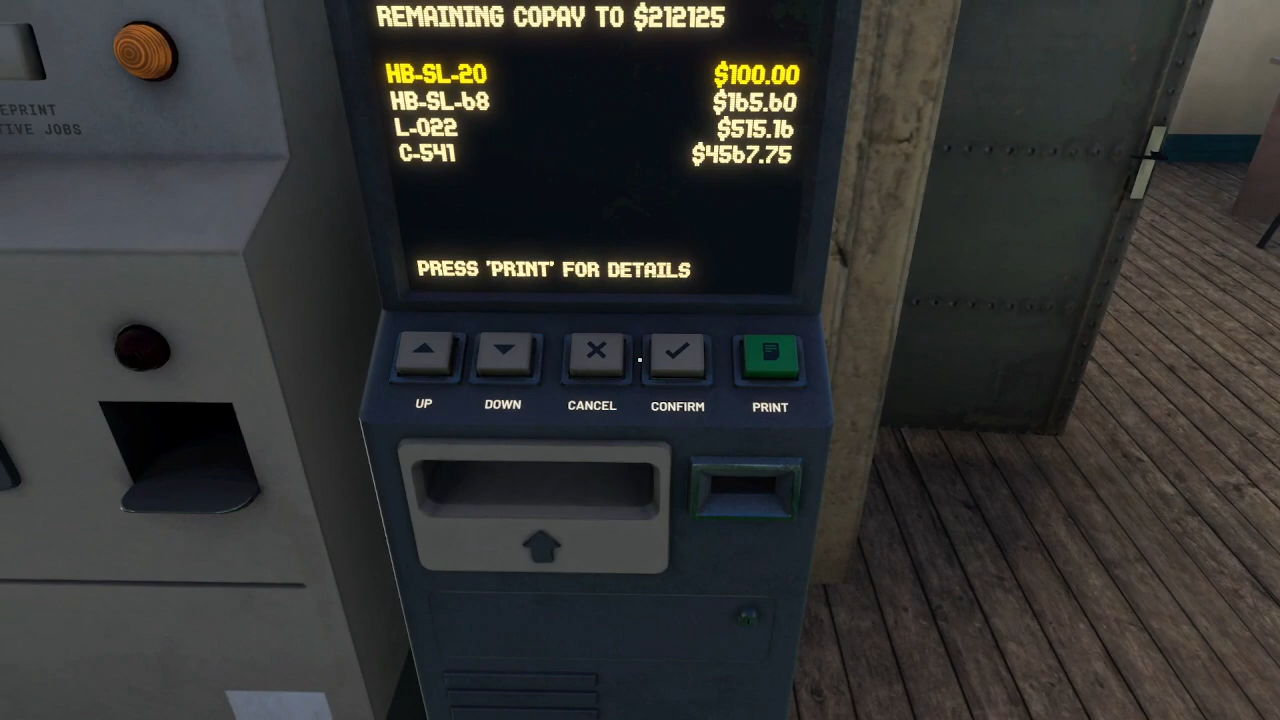 REMAINING COPAY TO $212125
HB-SL-20 $100.00
HB-SL-68 $165.60
L-022 $515.16
C-541 $4567.75
PRESS 'PRINT' FOR DETAILS
EPRINT
TIVE JOBS
UP DOWN CANCEL CONFIRM PRINT